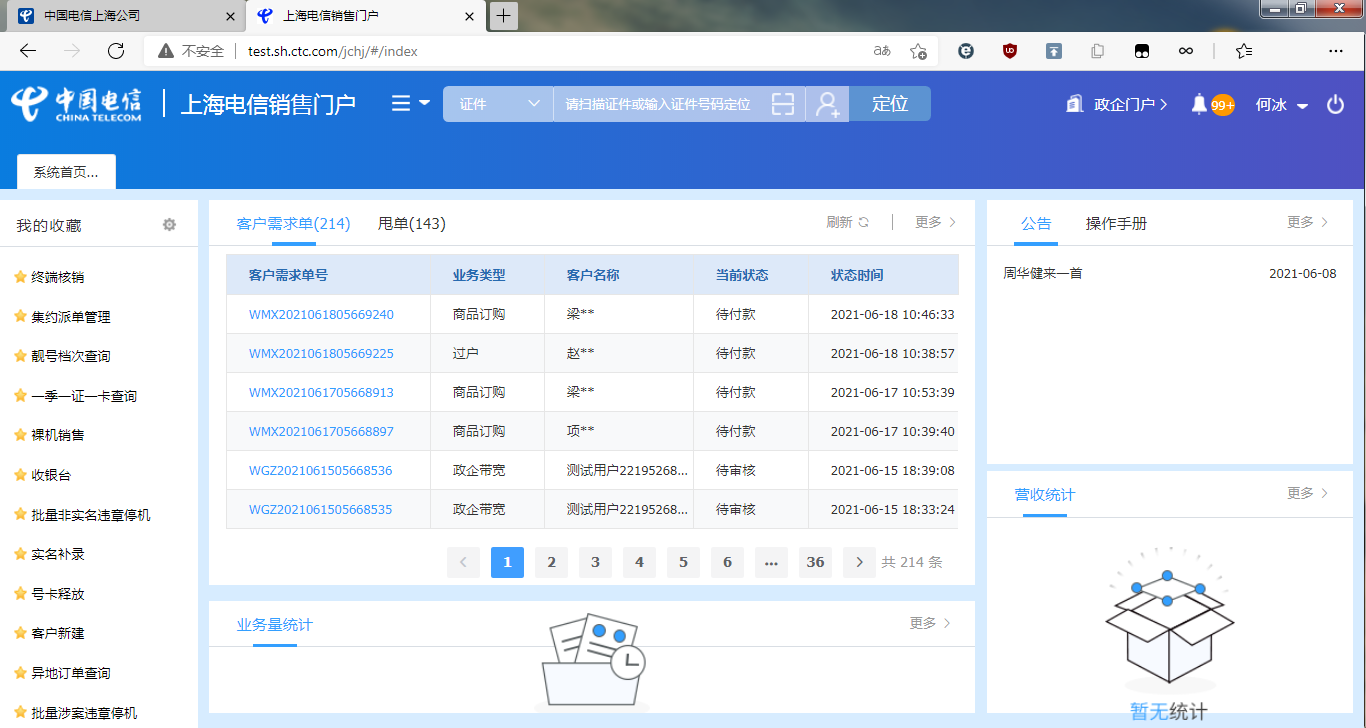 中国电信上海公司
上海电信销售门户
不安全 test.sh.ctc.com/jchj/#/index
中国电信 CHINA TELECOM
上海电信销售门户
证件
请扫描证件或输入证件号码定位
定位
政企门户
99+
何冰
系统首页...
我的收藏
终端核销
集约派单管理
靓号档次查询
一季一证一卡查询
裸机销售
收银台
批量非实名违章停机
实名补录
号卡释放
客户新建
异地订单查询
批量涉案违章停机
客户需求单(214) 甩单(143) 刷新 更多
客户需求单号 业务类型 客户名称 当前状态 状态时间
WMX2021061805669240 商品订购 梁** 待付款 2021-06-18 10:46:33
WMX2021061805669225 过户 赵** 待付款 2021-06-18 10:38:57
WMX2021061705668913 商品订购 梁** 待付款 2021-06-17 10:53:39
WMX2021061705668897 商品订购 项** 待付款 2021-06-17 10:39:40
WGZ2021061505668536 政企带宽 测试用户22195268... 待审核 2021-06-15 18:39:08
WGZ2021061505668535 政企带宽 测试用户22195268... 待审核 2021-06-15 18:33:24
1 2 3 4 5 6 ... 36 共 214 条
业务量统计 更多
公告 操作手册 更多
周华健来一首 2021-06-08
营收统计 更多
暂无统计